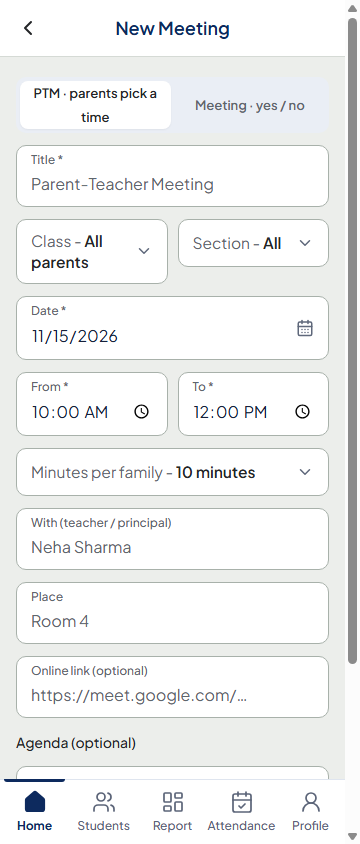 New Meeting
PTM · parents pick a
time
Meeting · yes / no
Title *
Parent-Teacher Meeting
Class - All
parents
Section - All
Date *
11/15/2026
From *
10:00 AM
To *
12:00 PM
Minutes per family - 10 minutes
With (teacher / principal)
Neha Sharma
Place
Room 4
Online link (optional)
https://meet.google.com/...
Agenda (optional)
Home
Students
Report
Attendance
Profile